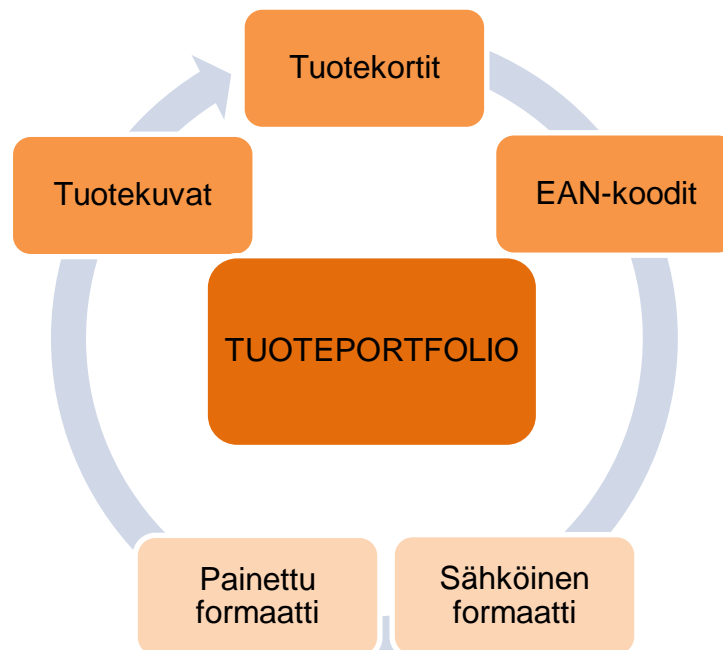 Tuotekortit
Tuotekuvat
EAN-koodit
TUOTEPORTFOLIO
Painettu
formaatti
Sähköinen
formaatti